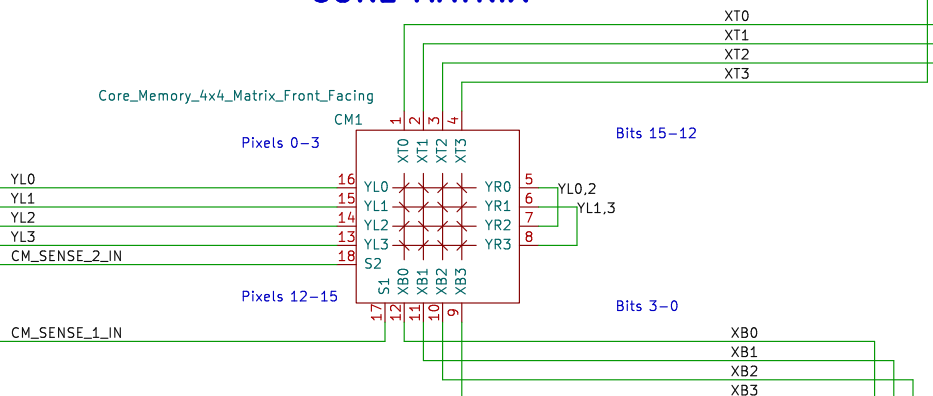 CORE MATRIX
XT0
XT1
XT2
XT3
Core_Memory_4x4_Matrix_Front_Facing
CM1
1 2 3 4
Pixels 0-3
Bits 15-12
XT0 XT1 XT2 XT3
YL0 16 YL0 YR0 5 YL0,2
YL1 15 YL1 YR1 6 YL1,3
YL2 14 YL2 YR2 7
YL3 13 YL3 YR3 8
CM_SENSE_2_IN 18 S2
S1 XB0 XB1 XB2 XB3
Pixels 12-15
Bits 3-0
17 12 11 10 9
CM_SENSE_1_IN
XB0
XB1
XB2
XB3